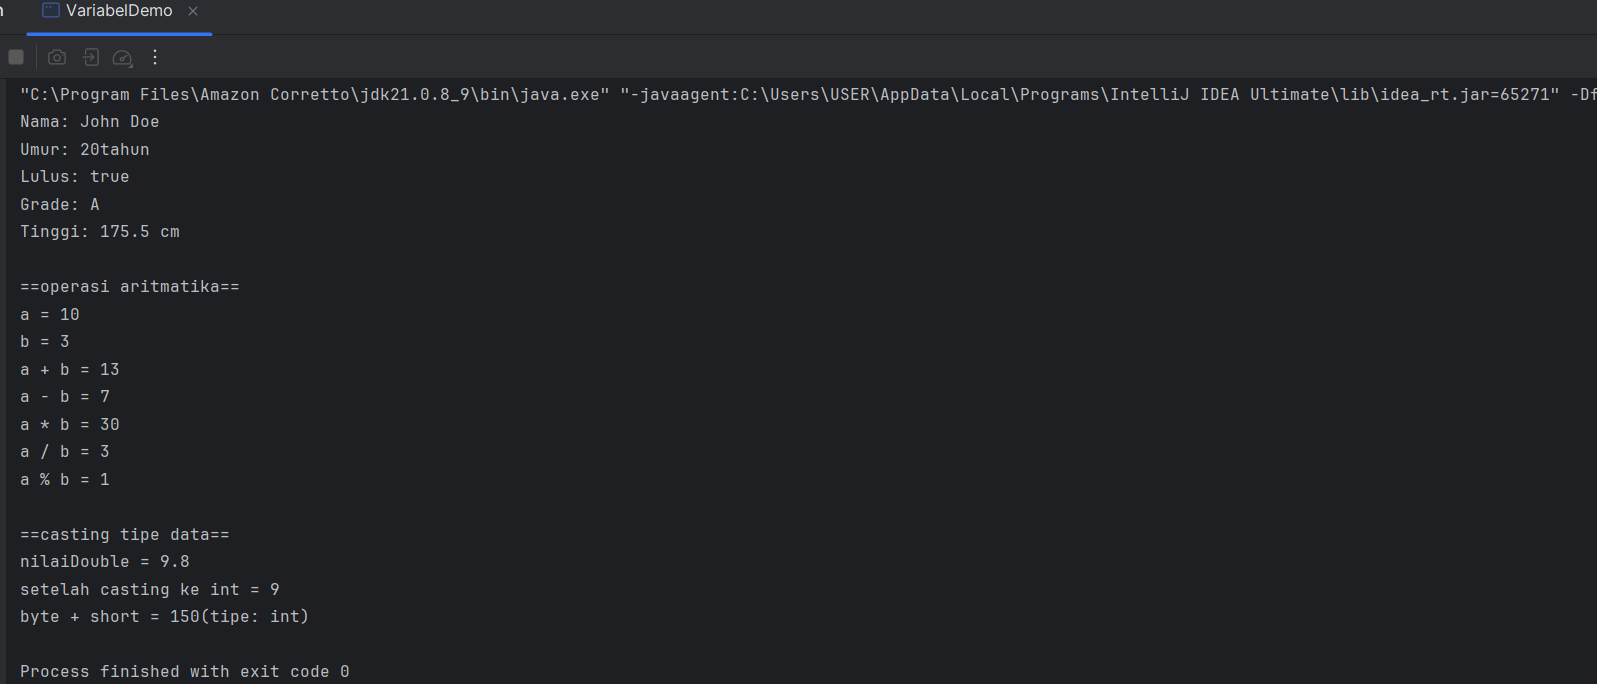 VariabelDemo
"C:\Program Files\Amazon Corretto\jdk21.0.8_9\bin\java.exe" "-javaagent:C:\Users\USER\AppData\Local\Programs\IntelliJ IDEA Ultimate\lib\idea_rt.jar=65271" -Df
Nama: John Doe
Umur: 20tahun
Lulus: true
Grade: A
Tinggi: 175.5 cm
==operasi aritmatika==
a = 10
b = 3
a + b = 13
a - b = 7
a * b = 30
a / b = 3
a % b = 1
==casting tipe data==
nilaiDouble = 9.8
setelah casting ke int = 9
byte + short = 150(tipe: int)
Process finished with exit code 0